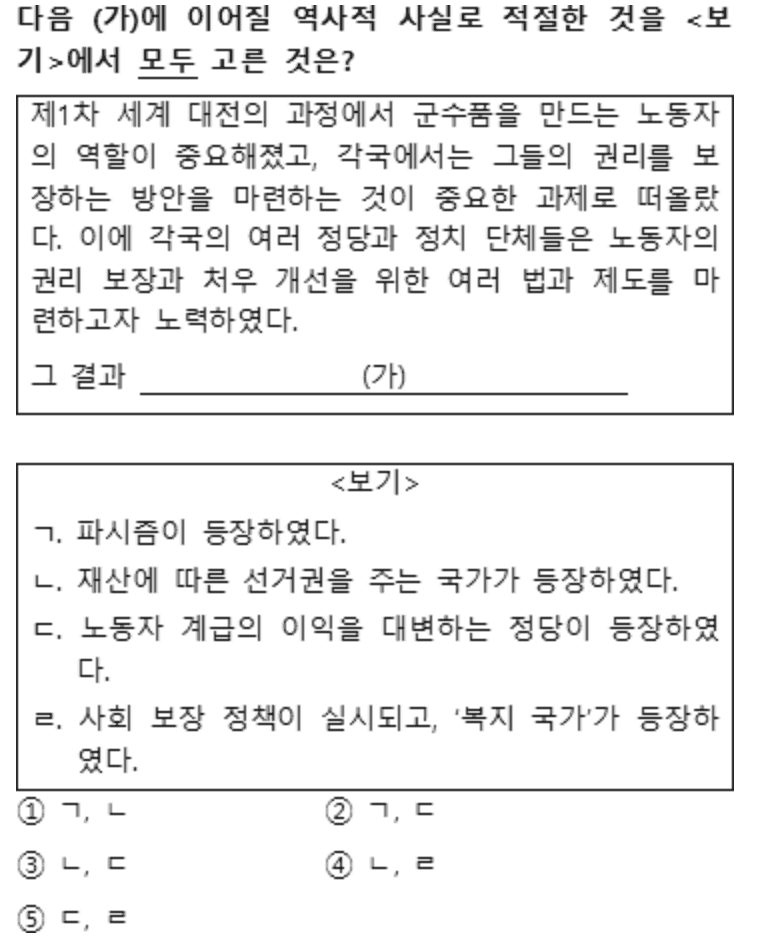 다음 (가)에 이어질 역사적 사실로 적절한 것을 <보
기>에서 모두 고른 것은?
제1차 세계 대전의 과정에서 군수품을 만드는 노동자
의 역할이 중요해졌고, 각국에서는 그들의 권리를 보
장하는 방안을 마련하는 것이 중요한 과제로 떠올랐
다. 이에 각국의 여러 정당과 정치 단체들은 노동자의
권리 보장과 처우 개선을 위한 여러 법과 제도를 마
련하고자 노력하였다.
그 결과 (가)
<보기>
ㄱ. 파시즘이 등장하였다.
ㄴ. 재산에 따른 선거권을 주는 국가가 등장하였다.
ㄷ. 노동자 계급의 이익을 대변하는 정당이 등장하였
다.
ㄹ. 사회 보장 정책이 실시되고, ‘복지 국가’가 등장하
였다.
① ㄱ, ㄴ ② ㄱ, ㄷ
③ ㄴ, ㄷ ④ ㄴ, ㄹ
⑤ ㄷ, ㄹ